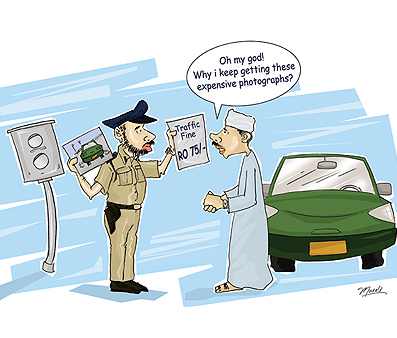 Oh my god!
Why i keep getting these
expensive photographs?
Traffic
Fine
RO 75/-